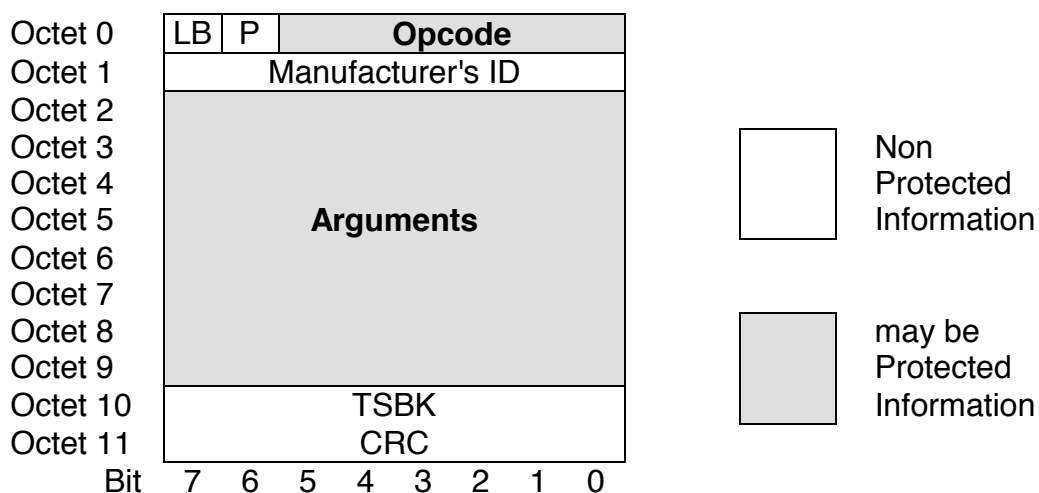 Octet 0 LB P Opcode
Octet 1 Manufacturer's ID
Octet 2
Octet 3 Non
Octet 4 Protected
Octet 5 Arguments Information
Octet 6
Octet 7
Octet 8 may be
Octet 9 Protected
Octet 10 TSBK Information
Octet 11 CRC
Bit 7 6 5 4 3 2 1 0